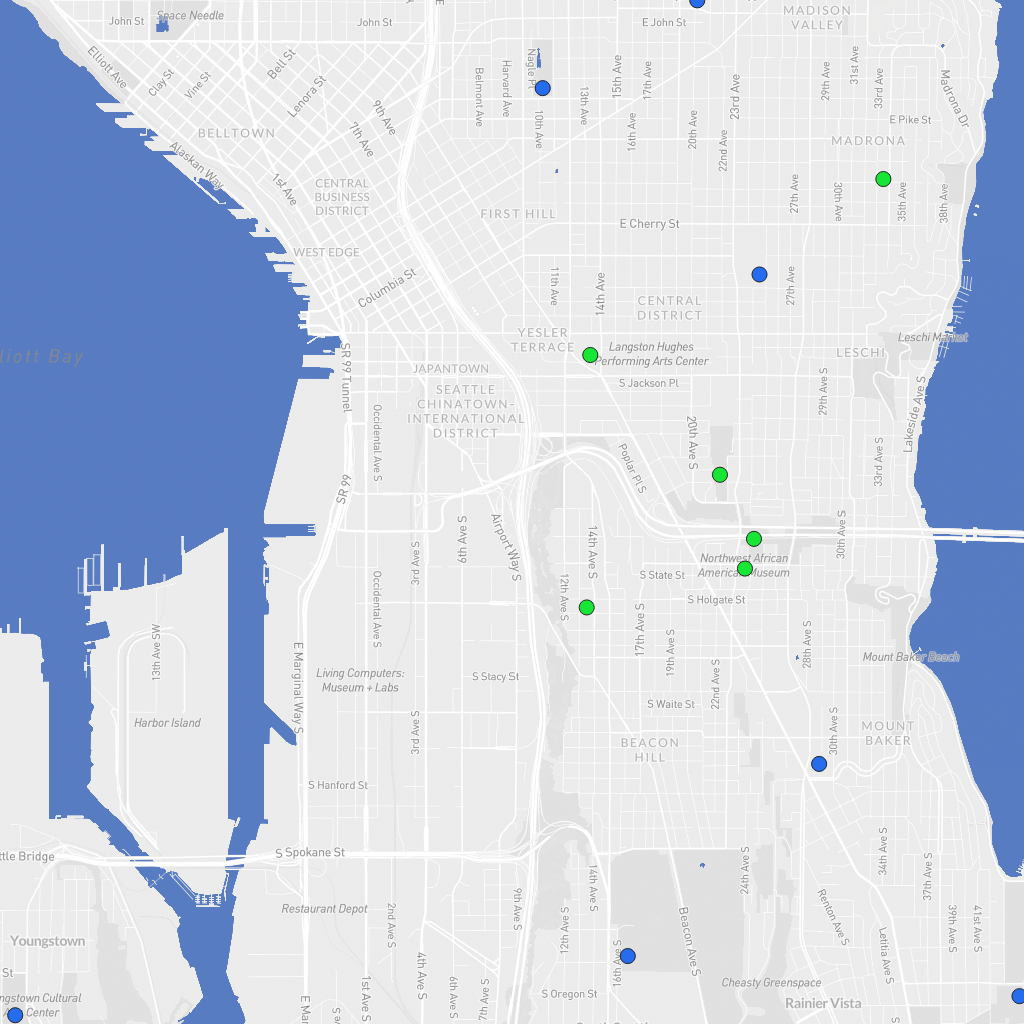 Space Needle
John St
John St
E John St
MADISON
VALLEY
Elliott Ave
Clay St
Vine St
Bell St
Lenora St
Belmont Ave
Harvard Ave
Nagle Pl
10th Ave
13th Ave
15th Ave
17th Ave
16th Ave
20th Ave
22nd Ave
23rd Ave
29th Ave
31st Ave
33rd Ave
Madrona Dr
E Pike St
MADRONA
9th Ave
7th Ave
BELLTOWN
Alaskan Way
1st Ave
CENTRAL
BUSINESS
DISTRICT
FIRST HILL
E Cherry St
27th Ave
30th Ave
35th Ave
38th Ave
WEST EDGE
Columbia St
11th Ave
14th Ave
27th Ave
CENTRAL
DISTRICT
YESLER
TERRACE
Langston Hughes
Performing Arts Center
Leschi Market
LESCHI
lliott Bay
SR 99 Tunnel
JAPANTOWN
S Jackson Pl
SEATTLE
CHINATOWN-
INTERNATIONAL
DISTRICT
Occidental Ave S
20th Ave S
29th Ave S
Lakeside Ave S
33rd Ave S
Poplar Pl S
SR 99
6th Ave S
Airport Way S
3rd Ave S
14th Ave S
30th Ave S
Northwest African
American Museum
S State St
12th Ave S
S Holgate St
Occidental Ave S
17th Ave S
19th Ave S
22nd Ave S
28th Ave S
Mount Baker Beach
13th Ave SW
E Marginal Way S
Living Computers:
Museum + Labs
S Stacy St
S Waite St
Harbor Island
3rd Ave S
30th Ave S
MOUNT
BAKER
BEACON
HILL
S Hanford St
ttle Bridge
S Spokane St
24th Ave S
34th Ave S
37th Ave S
14th Ave S
9th Ave S
12th Ave S
Restaurant Depot
2nd Ave S
Renton Ave S
39th Ave S
41st Ave S
Letitia Ave S
Beacon Ave S
16th Ave S
Youngstown
St
ngstown Cultural
Center
E M
1st Ave S
4th Ave S
6th Ave S
7th Ave S
S Oregon St
Cheasty Greenspace
Rainier Vista